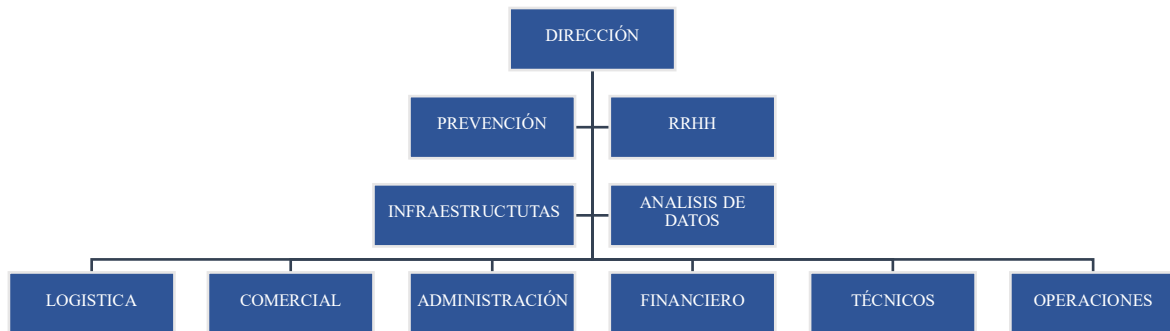 DIRECCIÓN
PREVENCIÓN
RRHH
INFRAESTRUCTUTAS
ANALISIS DE
DATOS
LOGISTICA
COMERCIAL
ADMINISTRACIÓN
FINANCIERO
TÉCNICOS
OPERACIONES